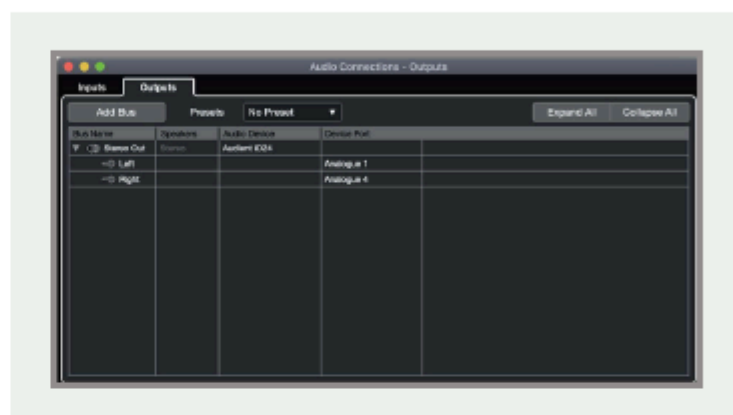 Audio Connections - Outputs
Inputs Outputs
Add Bus Presets No Preset Expand All Collapse All
Bus Name Speakers Audio Device Device Port
Stereo Out Stereo Audient iD24
Left Analogue 1
Right Analogue 4